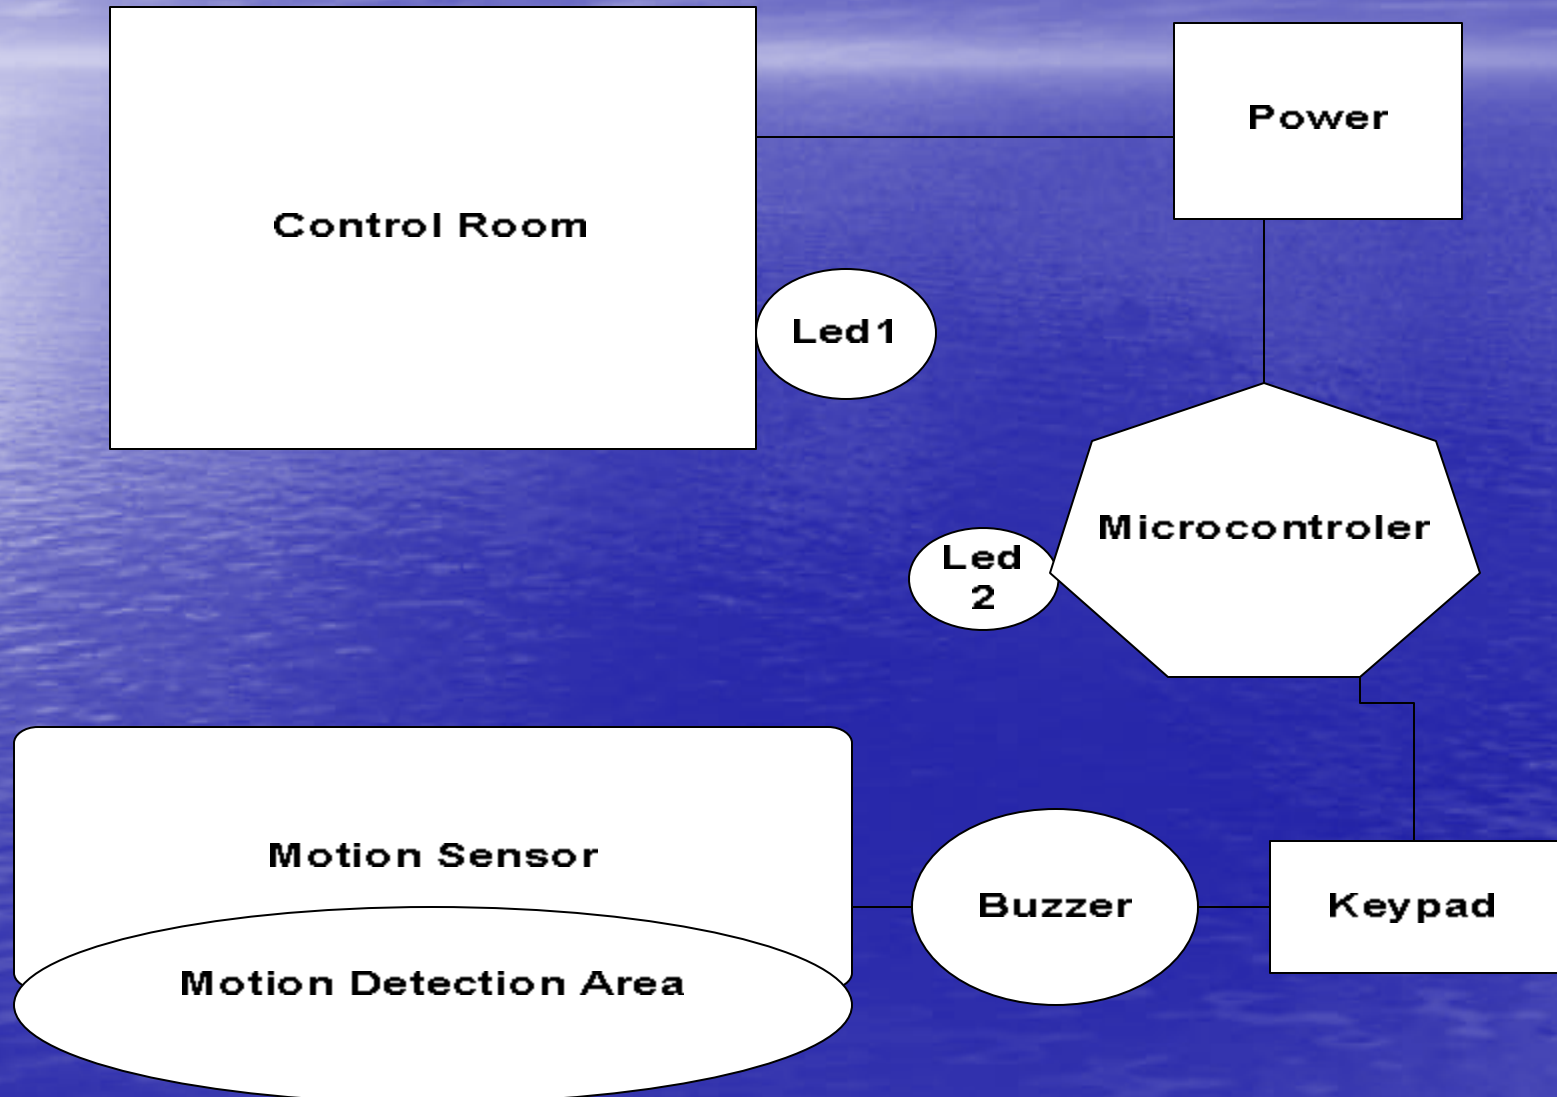 Power
Control Room
Led1
Microcontroler
Led
2
Motion Sensor
Buzzer
Keypad
Motion Detection Area